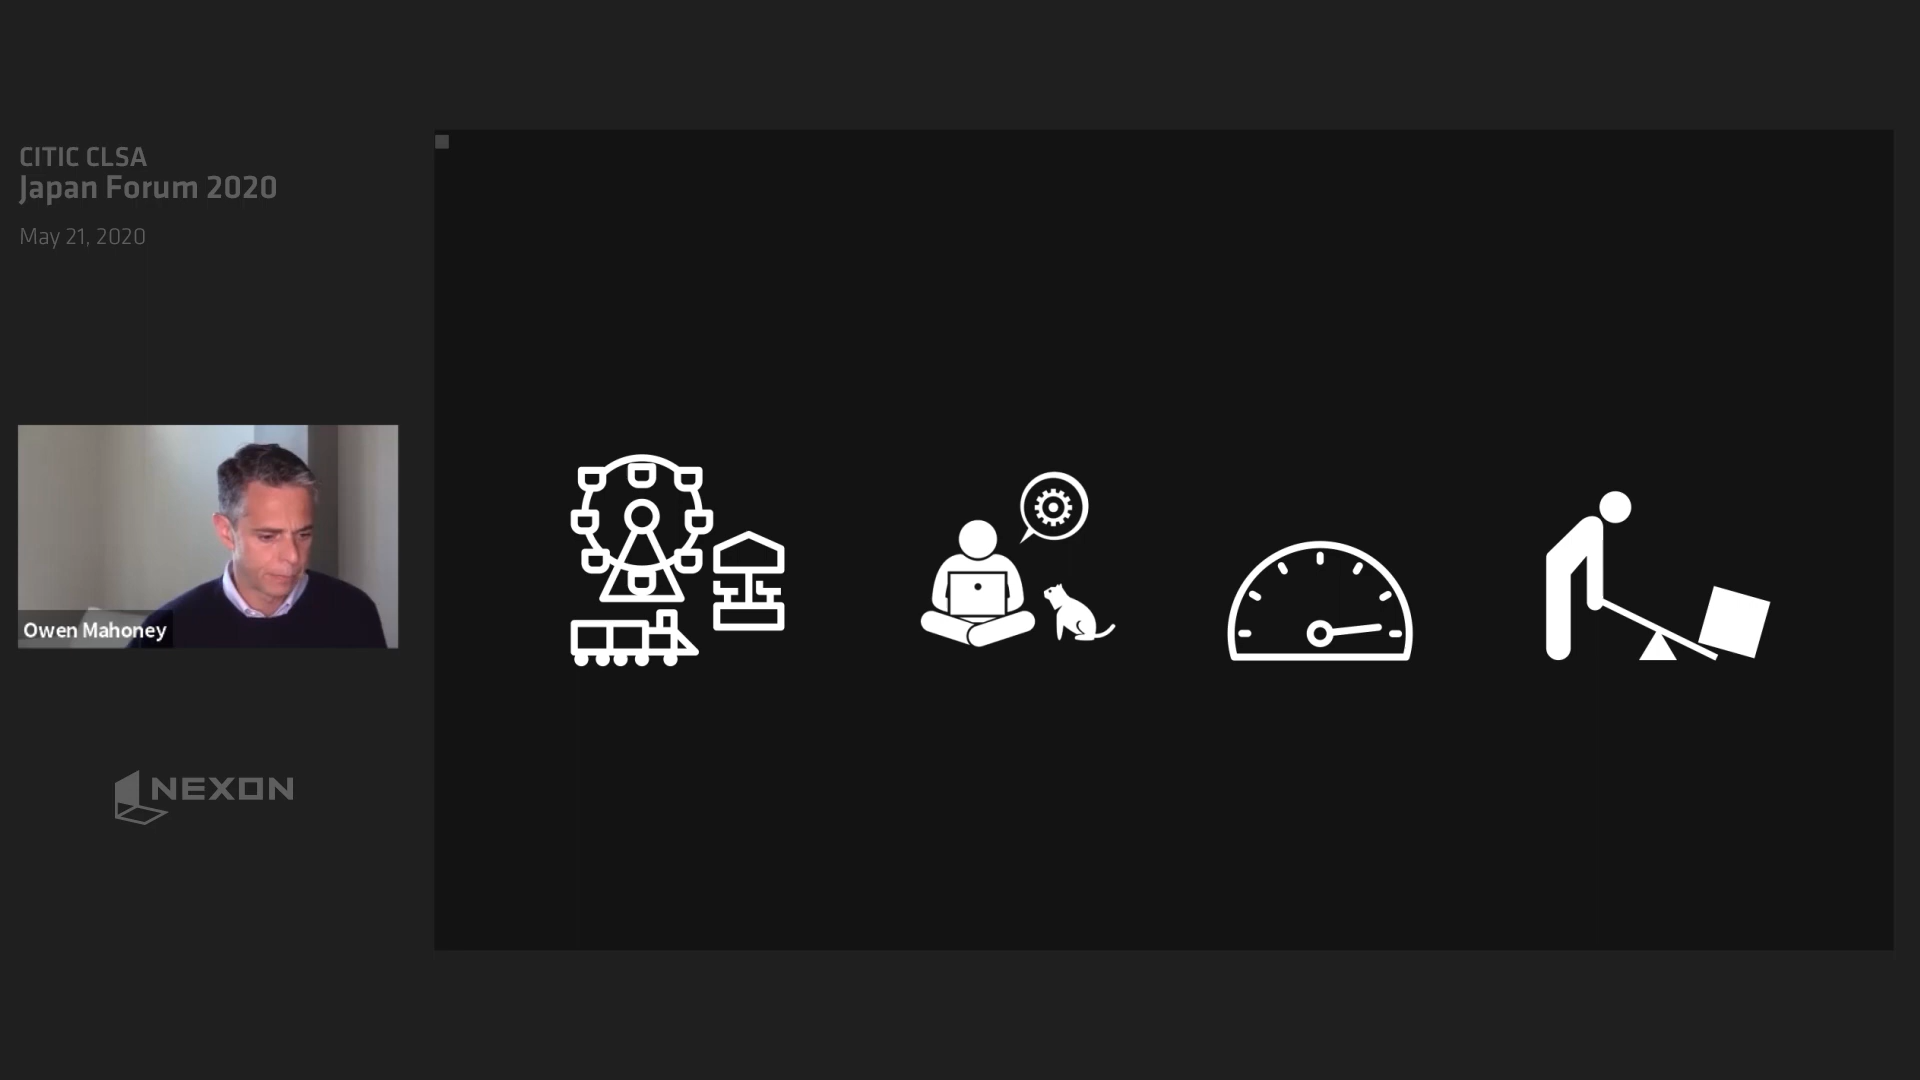 CITIC CLSA
Japan Forum 2020
May 21, 2020
Owen Mahoney
NEXON